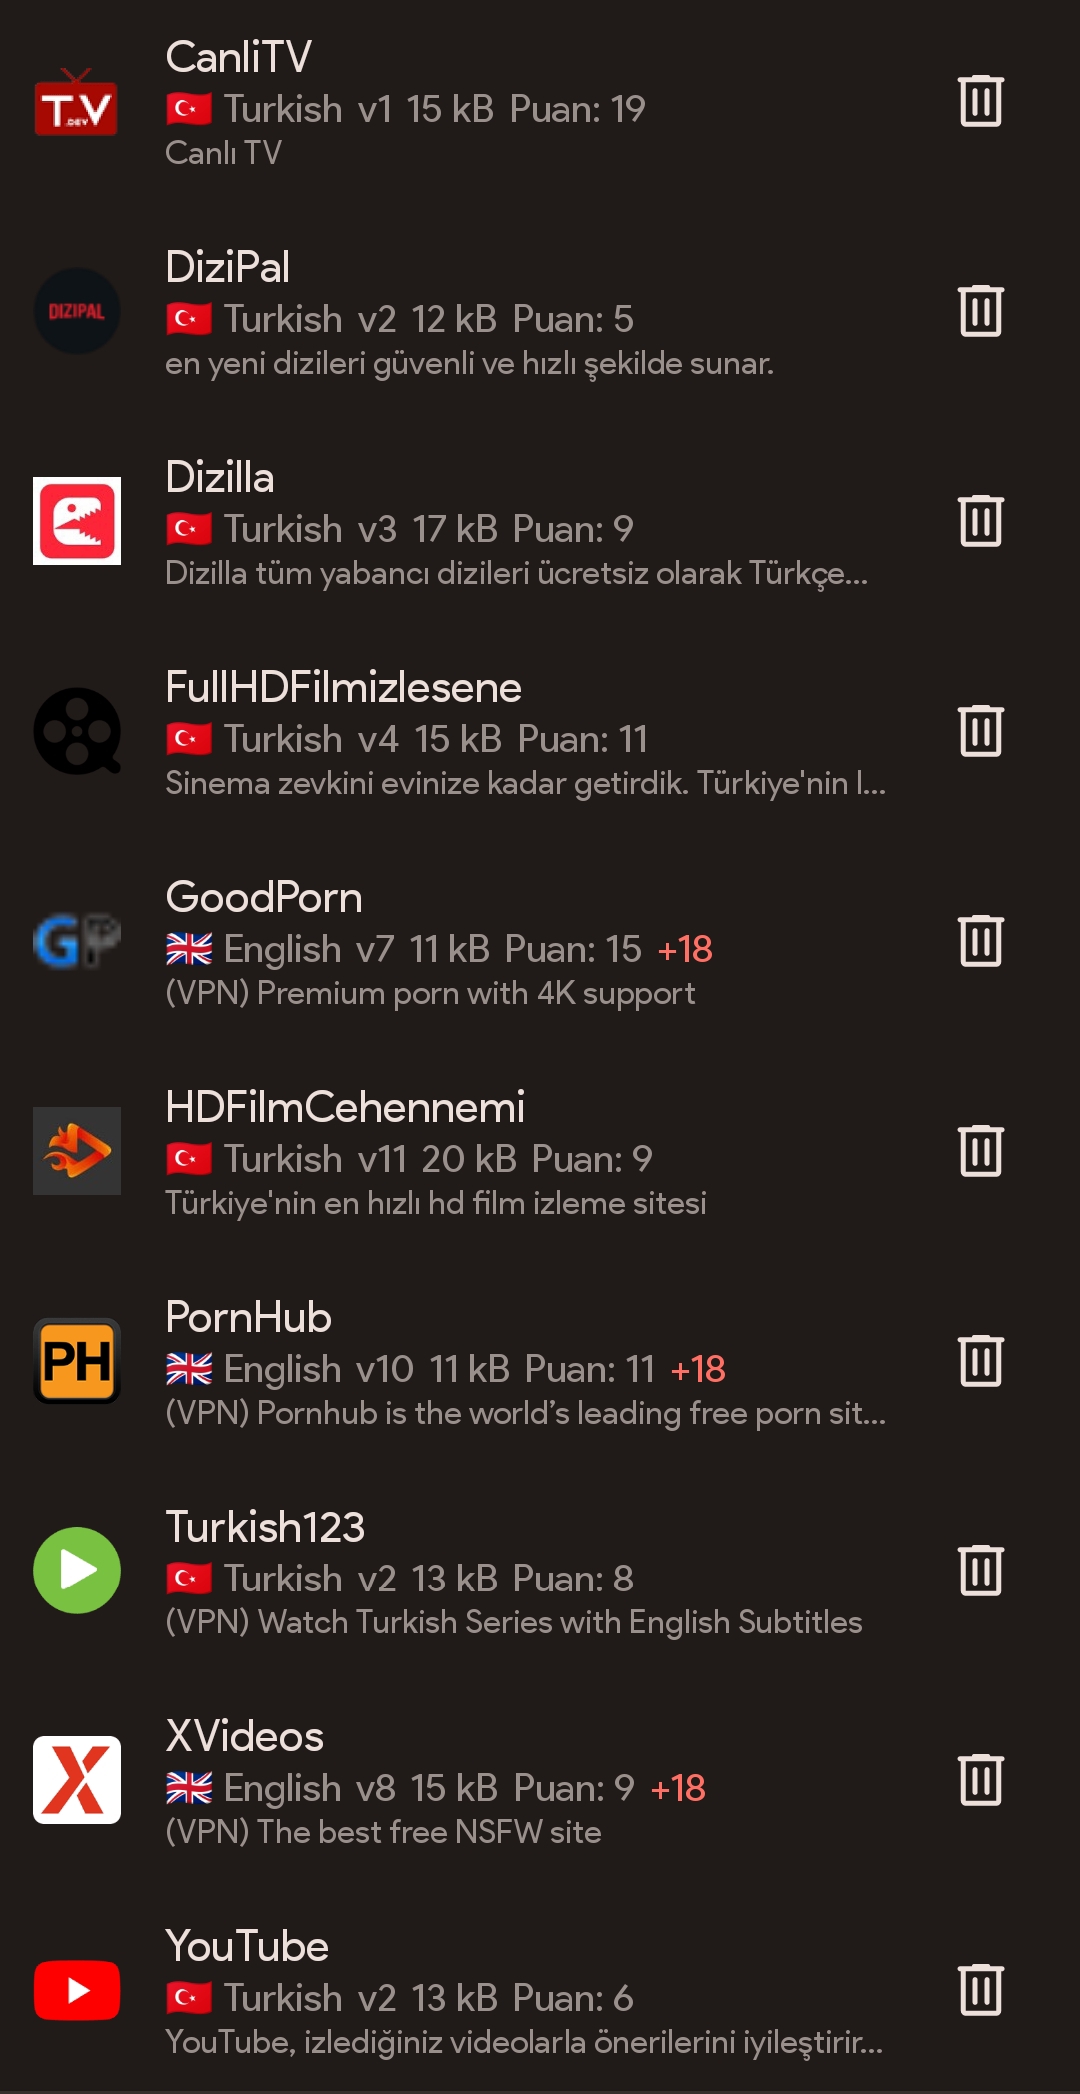 CanliTV
Turkish v1 15 kB Puan: 19
Canlı TV
T.V
.DEV
DiziPal
Turkish v2 12 kB Puan: 5
en yeni dizileri güvenli ve hızlı şekilde sunar.
DIZIPAL
Dizilla
Turkish v3 17 kB Puan: 9
Dizilla tüm yabancı dizileri ücretsiz olarak Türkçe...
FullHDFilmizlesene
Turkish v4 15 kB Puan: 11
Sinema zevkini evinize kadar getirdik. Türkiye'nin l...
GoodPorn
English v7 11 kB Puan: 15 +18
(VPN) Premium porn with 4K support
GP
HDFilmCehennemi
Turkish v11 20 kB Puan: 9
Türkiye'nin en hızlı hd film izleme sitesi
PornHub
English v10 11 kB Puan: 11 +18
(VPN) Pornhub is the world’s leading free porn sit...
PH
Turkish123
Turkish v2 13 kB Puan: 8
(VPN) Watch Turkish Series with English Subtitles
XVideos
English v8 15 kB Puan: 9 +18
(VPN) The best free NSFW site
X
YouTube
Turkish v2 13 kB Puan: 6
YouTube, izlediğiniz videolarla önerilerini iyileştirir...